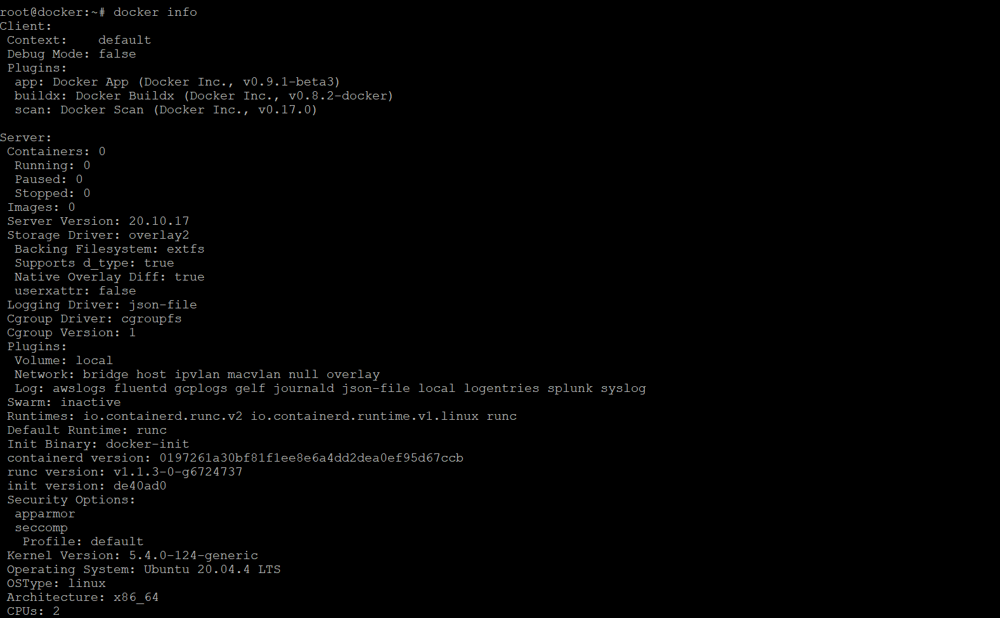 root@docker:~# docker info
Client:
 Context:    default
 Debug Mode: false
 Plugins:
  app: Docker App (Docker Inc., v0.9.1-beta3)
  buildx: Docker Buildx (Docker Inc., v0.8.2-docker)
  scan: Docker Scan (Docker Inc., v0.17.0)

Server:
 Containers: 0
  Running: 0
  Paused: 0
  Stopped: 0
 Images: 0
 Server Version: 20.10.17
 Storage Driver: overlay2
  Backing Filesystem: extfs
  Supports d_type: true
  Native Overlay Diff: true
  userxattr: false
 Logging Driver: json-file
 Cgroup Driver: cgroupfs
 Cgroup Version: 1
 Plugins:
  Volume: local
  Network: bridge host ipvlan macvlan null overlay
  Log: awslogs fluentd gcplogs gelf journald json-file local logentries splunk syslog
 Swarm: inactive
 Runtimes: io.containerd.runc.v2 io.containerd.runtime.v1.linux runc
 Default Runtime: runc
 Init Binary: docker-init
 containerd version: 0197261a30bf81f1ee8e6a4dd2dea0ef95d67ccb
 runc version: v1.1.3-0-g6724737
 init version: de40ad0
 Security Options:
  apparmor
  seccomp
   Profile: default
 Kernel Version: 5.4.0-124-generic
 Operating System: Ubuntu 20.04.4 LTS
 OSType: linux
 Architecture: x86_64
 CPUs: 2